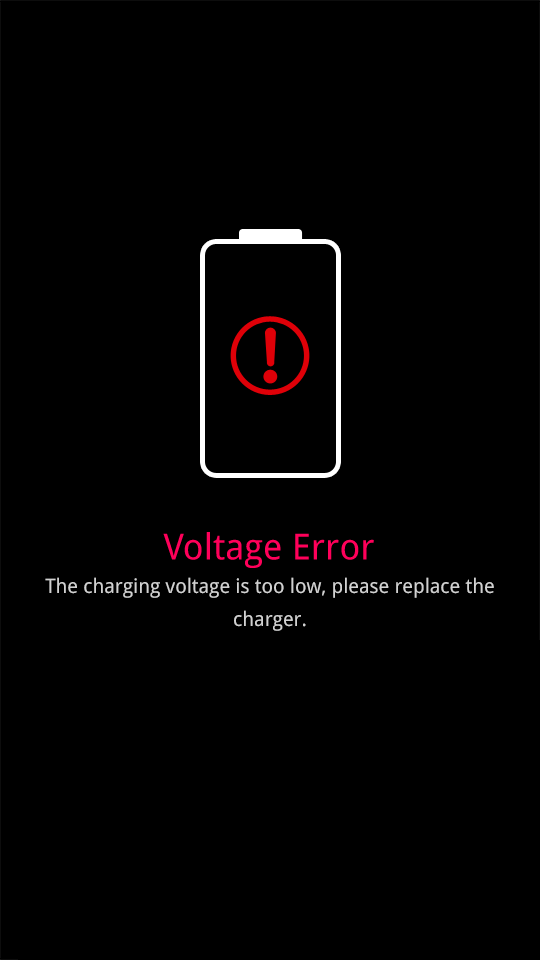 Voltage Error
The charging voltage is too low, please replace the
charger.